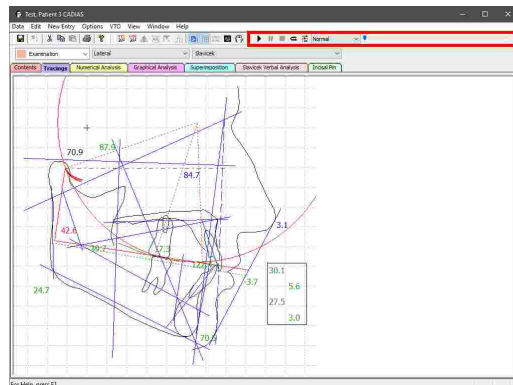 Test, Patient 3 CADIAS
Data Edit New Entry Options VTO View Window Help
Normal
Examination Lateral Slavicek
Contents Tracings Numerical Analysis Graphical Analysis Superimposition Slavicek Verbal Analysis Incisal Pin
87.9
70.9
84.7
3.1
42.6
17.3
30.1
-3.7
5.6
24.7
27.5
3.0
70.9
For Help, press F1